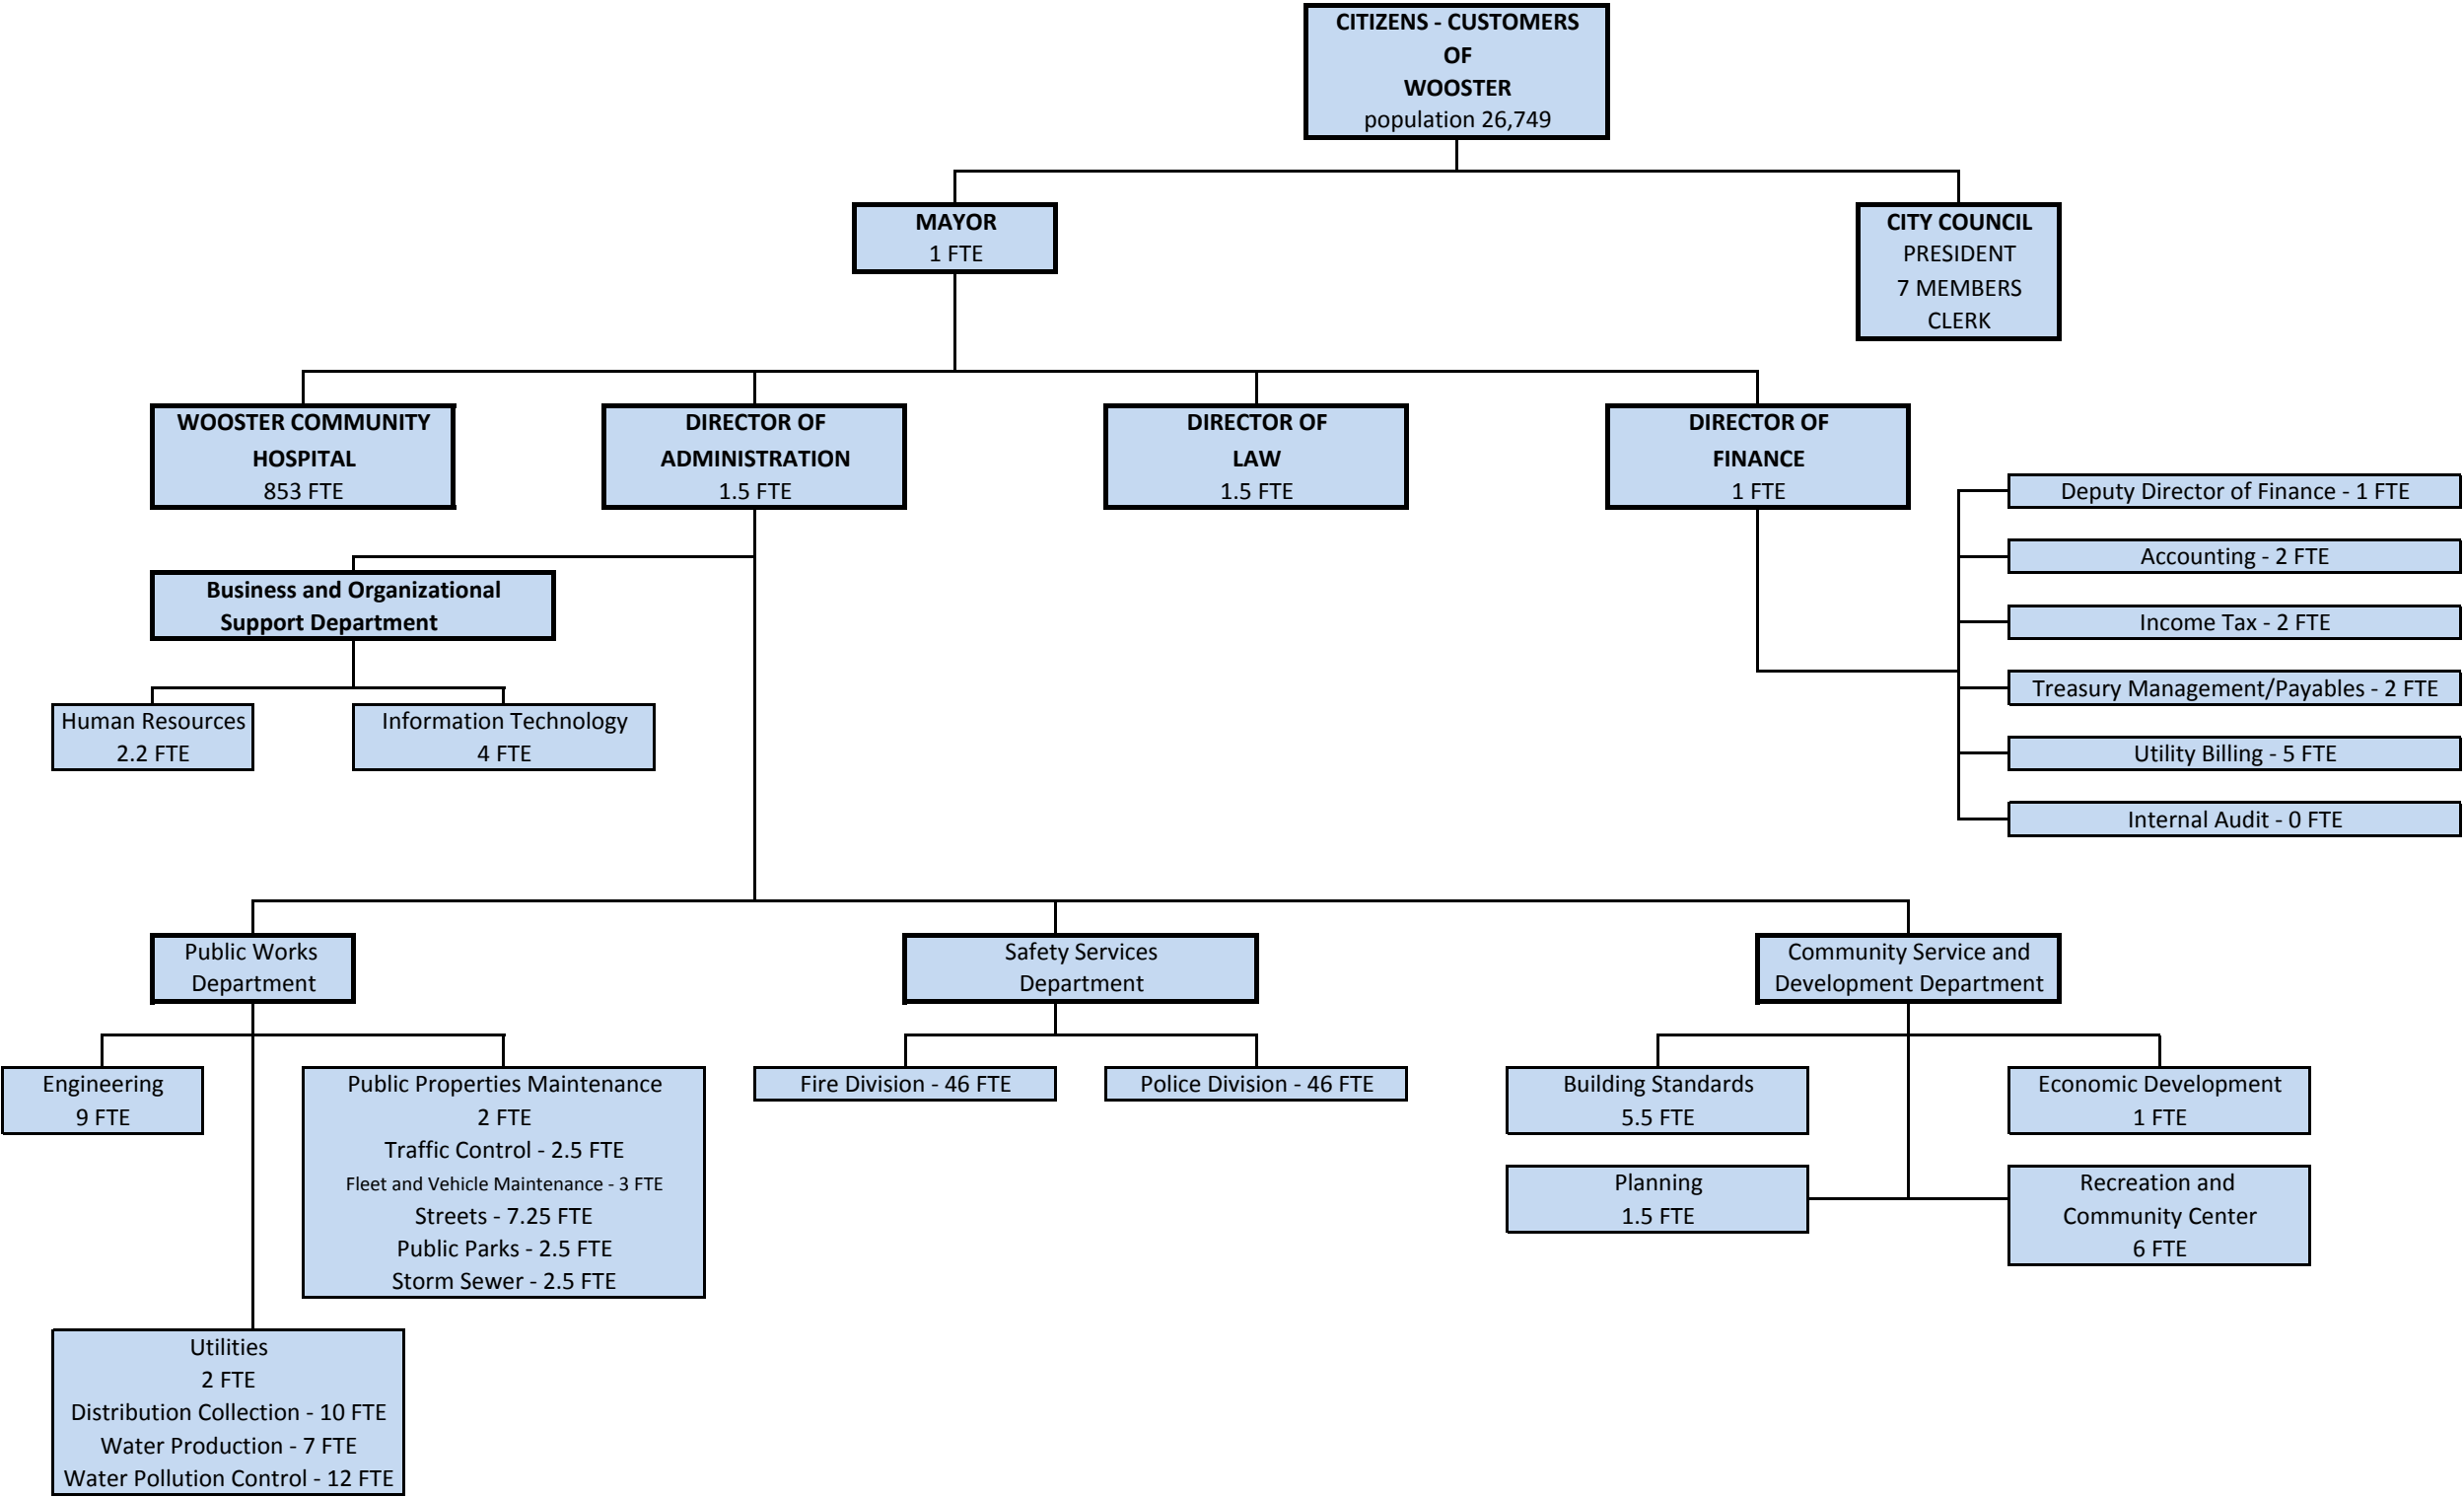 CITIZENS - CUSTOMERS
OF
WOOSTER
population 26,749
MAYOR
1 FTE
CITY COUNCIL
PRESIDENT
7 MEMBERS
CLERK
WOOSTER COMMUNITY
HOSPITAL
853 FTE
DIRECTOR OF
ADMINISTRATION
1.5 FTE
DIRECTOR OF
LAW
1.5 FTE
DIRECTOR OF
FINANCE
1 FTE
Deputy Director of Finance - 1 FTE
Accounting - 2 FTE
Income Tax - 2 FTE
Treasury Management/Payables - 2 FTE
Utility Billing - 5 FTE
Internal Audit - 0 FTE
Business and Organizational
Support Department
Human Resources
2.2 FTE
Information Technology
4 FTE
Public Works
Department
Safety Services
Department
Community Service and
Development Department
Engineering
9 FTE
Public Properties Maintenance
2 FTE
Traffic Control - 2.5 FTE
Fleet and Vehicle Maintenance - 3 FTE
Streets - 7.25 FTE
Public Parks - 2.5 FTE
Storm Sewer - 2.5 FTE
Fire Division - 46 FTE
Police Division - 46 FTE
Building Standards
5.5 FTE
Economic Development
1 FTE
Planning
1.5 FTE
Recreation and
Community Center
6 FTE
Utilities
2 FTE
Distribution Collection - 10 FTE
Water Production - 7 FTE
Water Pollution Control - 12 FTE